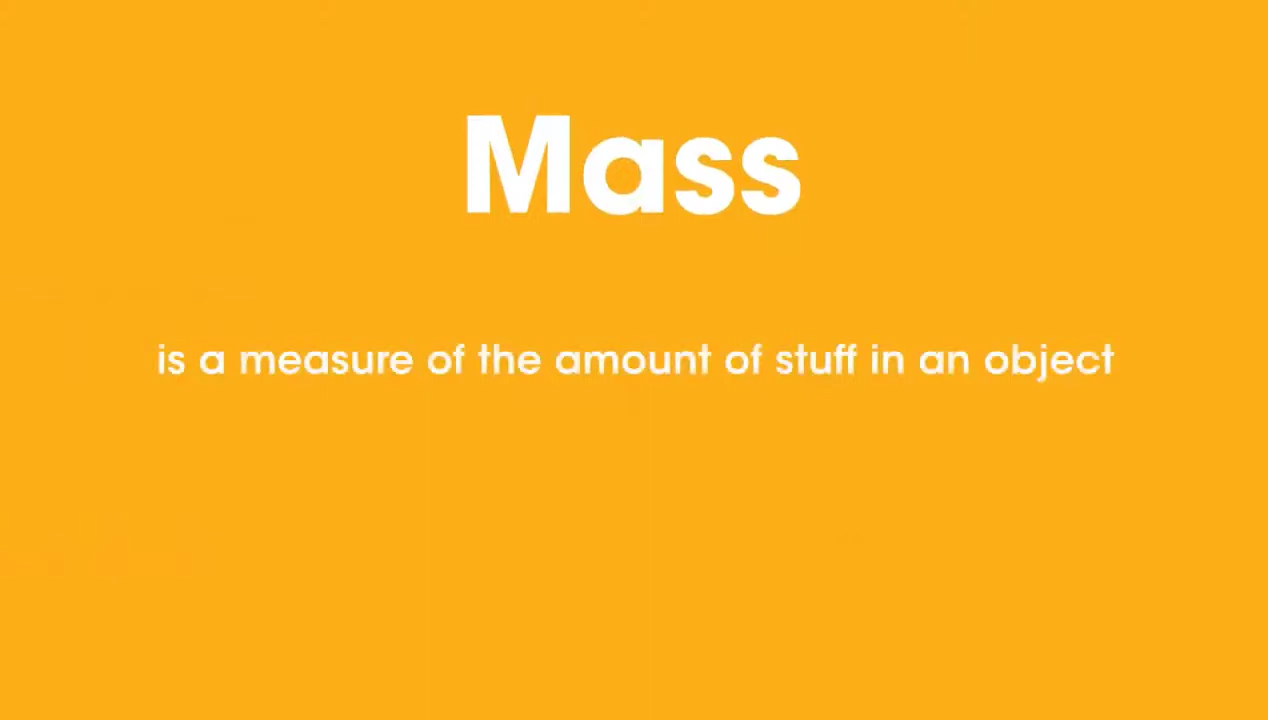 Mass
is a measure of the amount of stuff in an object